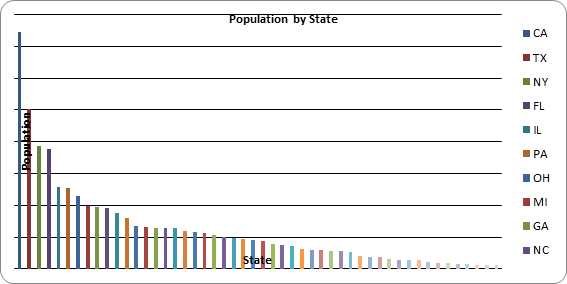 Population by State
Population
State
CA
TX
NY
FL
IL
PA
OH
MI
GA
NC